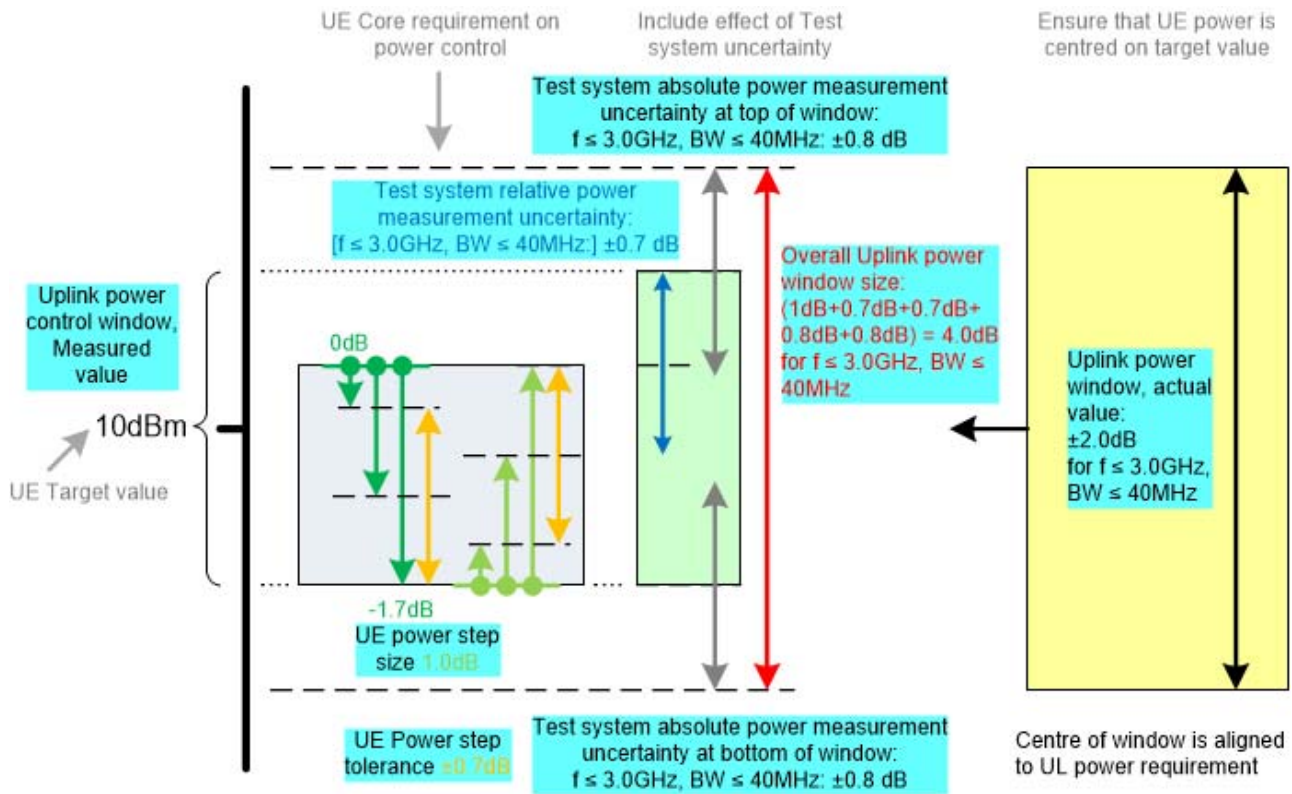 UE Core requirement on
power control
Include effect of Test
system uncertainty
Ensure that UE power is
centred on target value
Test system absolute power measurement
uncertainty at top of window:
f ≤ 3.0GHz, BW ≤ 40MHz: ±0.8 dB
Test system relative power
measurement uncertainty:
[f ≤ 3.0GHz, BW ≤ 40MHz:] ±0.7 dB
Overall Uplink power
window size:
(1dB+0.7dB+0.7dB+
0.8dB+0.8dB) = 4.0dB
for f ≤ 3.0GHz, BW ≤
40MHz
Uplink power
control window,
Measured
value
0dB
10dBm
UE Target value
Uplink power
window, actual
value:
±2.0dB
for f ≤ 3.0GHz,
BW ≤ 40MHz
-1.7dB
UE power step
size 1.0dB
UE Power step
tolerance ±0.7dB
Test system absolute power measurement
uncertainty at bottom of window:
f ≤ 3.0GHz, BW ≤ 40MHz: ±0.8 dB
Centre of window is aligned
to UL power requirement